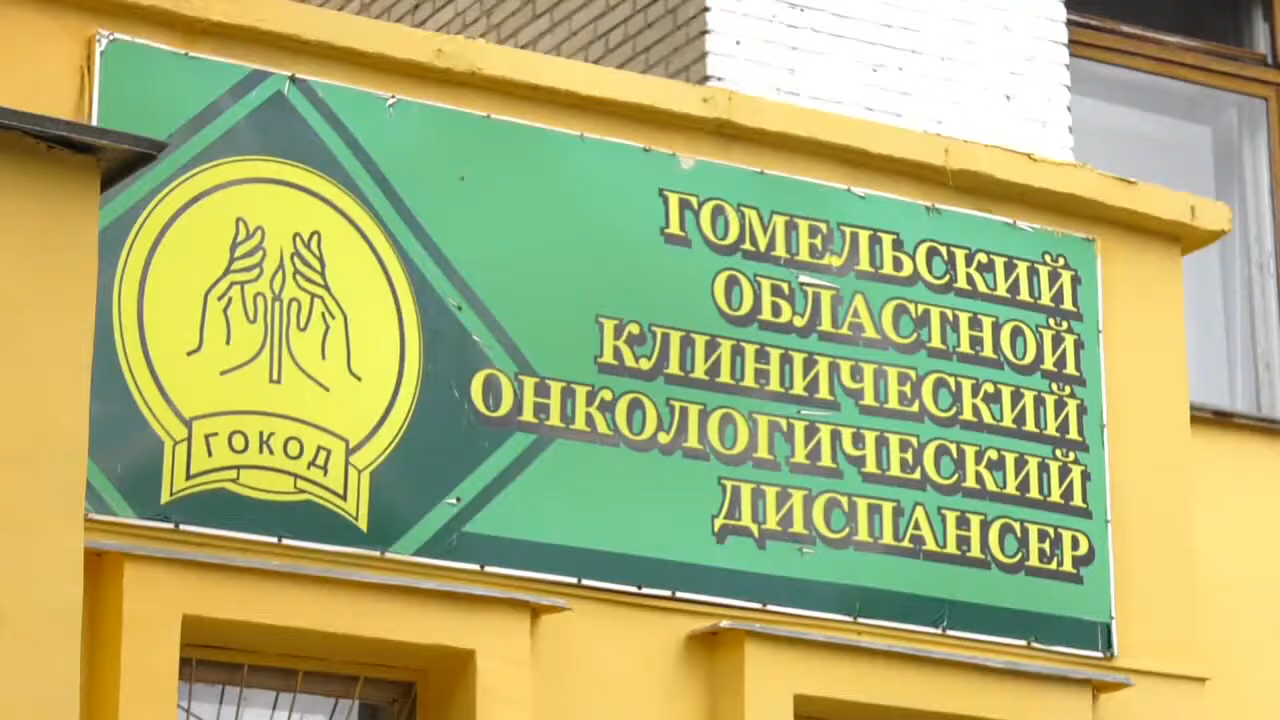 ГОКОД
ГОМЕЛЬСКИЙ
ОБЛАСТНОЙ
КЛИНИЧЕСКИЙ
ОНКОЛОГИЧЕСКИЙ
ДИСПАНСЕР